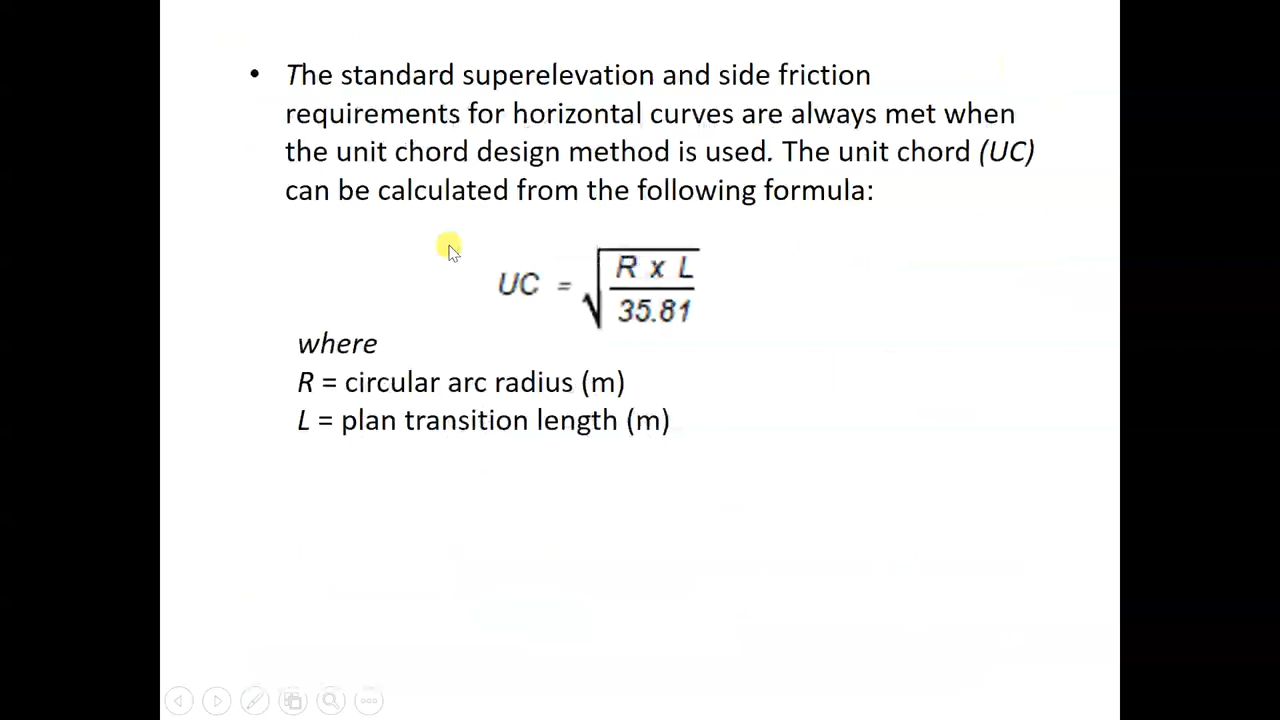 • The standard superelevation and side friction
requirements for horizontal curves are always met when
the unit chord design method is used. The unit chord (UC)
can be calculated from the following formula:
UC = √(R x L / 35.81)
where
R = circular arc radius (m)
L = plan transition length (m)